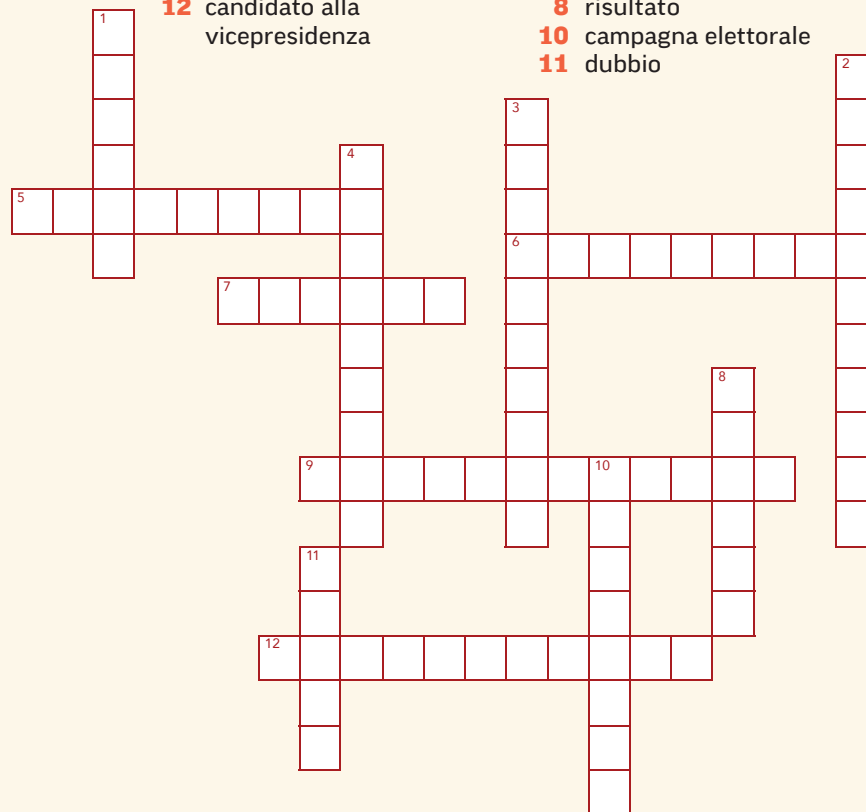 12 candidato alla
vicepresidenza
8 risultato
10 campagna elettorale
11 dubbio
1
2
3
4
5
6
7
8
9
10
11
12